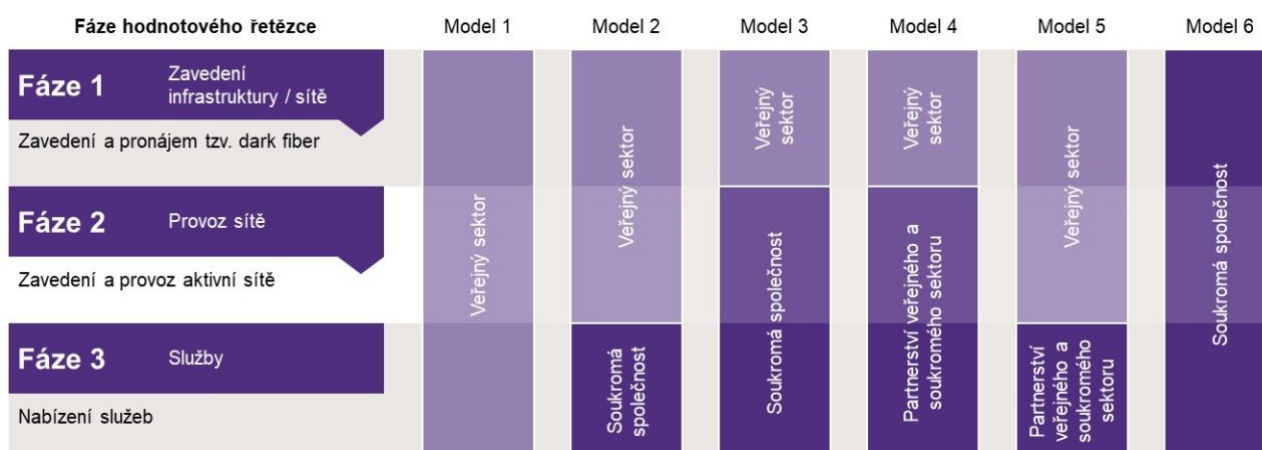 Fáze hodnotového řetězce
Model 1
Model 2
Model 3
Model 4
Model 5
Model 6
Fáze 1
Zavedení
infrastruktury / sítě
Zavedení a pronájem tzv. dark fiber
Fáze 2
Provoz sítě
Zavedení a provoz aktivní sítě
Fáze 3
Služby
Nabízení služeb
Veřejný sektor
Veřejný sektor
Soukromá
společnost
Veřejný
sektor
Soukromá společnost
Veřejný
sektor
Partnerství veřejného a
soukromého sektoru
Veřejný sektor
Partnerství
veřejného a
soukromého
sektoru
Soukromá společnost